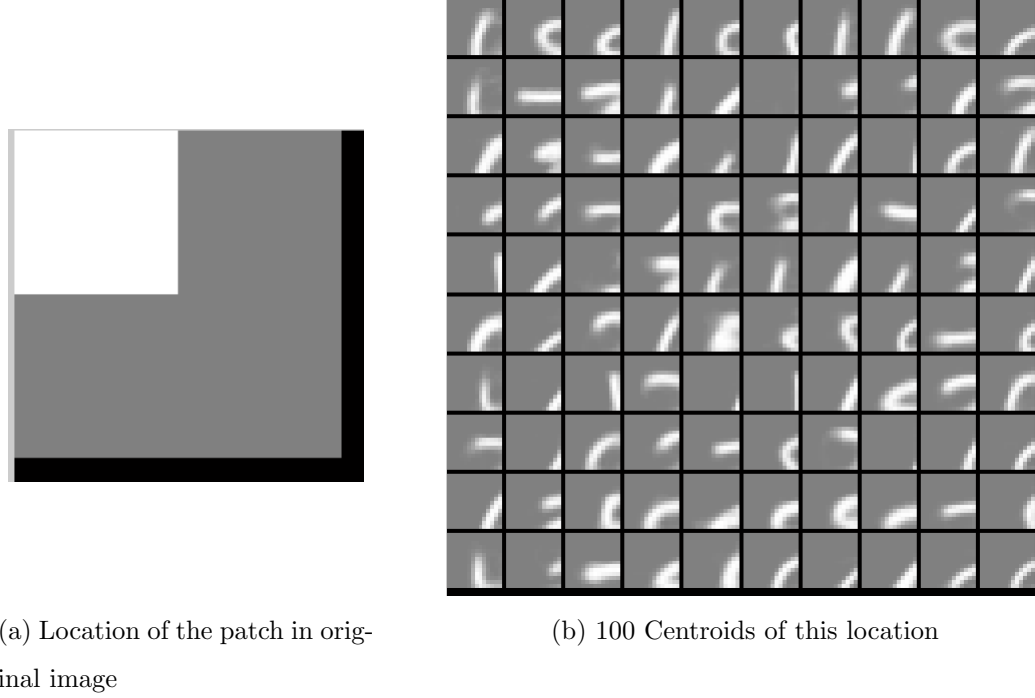 (a) Location of the patch in orig-
inal image
(b) 100 Centroids of this location